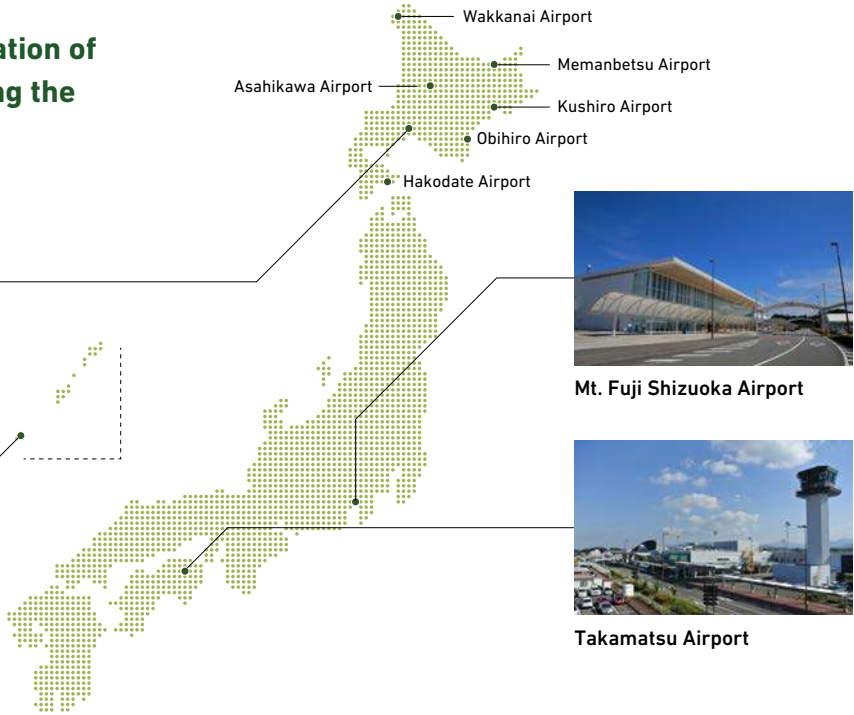 ation of
ng the
Wakkanai Airport
Memanbetsu Airport
Asahikawa Airport
Kushiro Airport
Obihiro Airport
Hakodate Airport
Mt. Fuji Shizuoka Airport
Takamatsu Airport